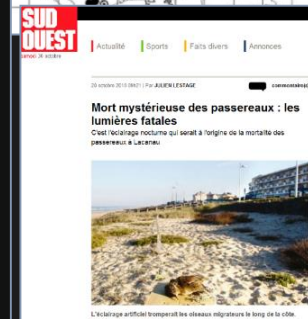 SUD
OUEST
samedi 26 octobre
Actualité
Sports
Faits divers
Annonces
Par JULIEN LESTAGE
commentaire(s)
Mort mystérieuse des passereaux : les
lumières fatales
C'est l'éclairage nocturne qui serait à l'origine de la mortalité des
passereaux à Lacanau
L'éclairage artificiel tromperait les oiseaux migrateurs le long de la côte.